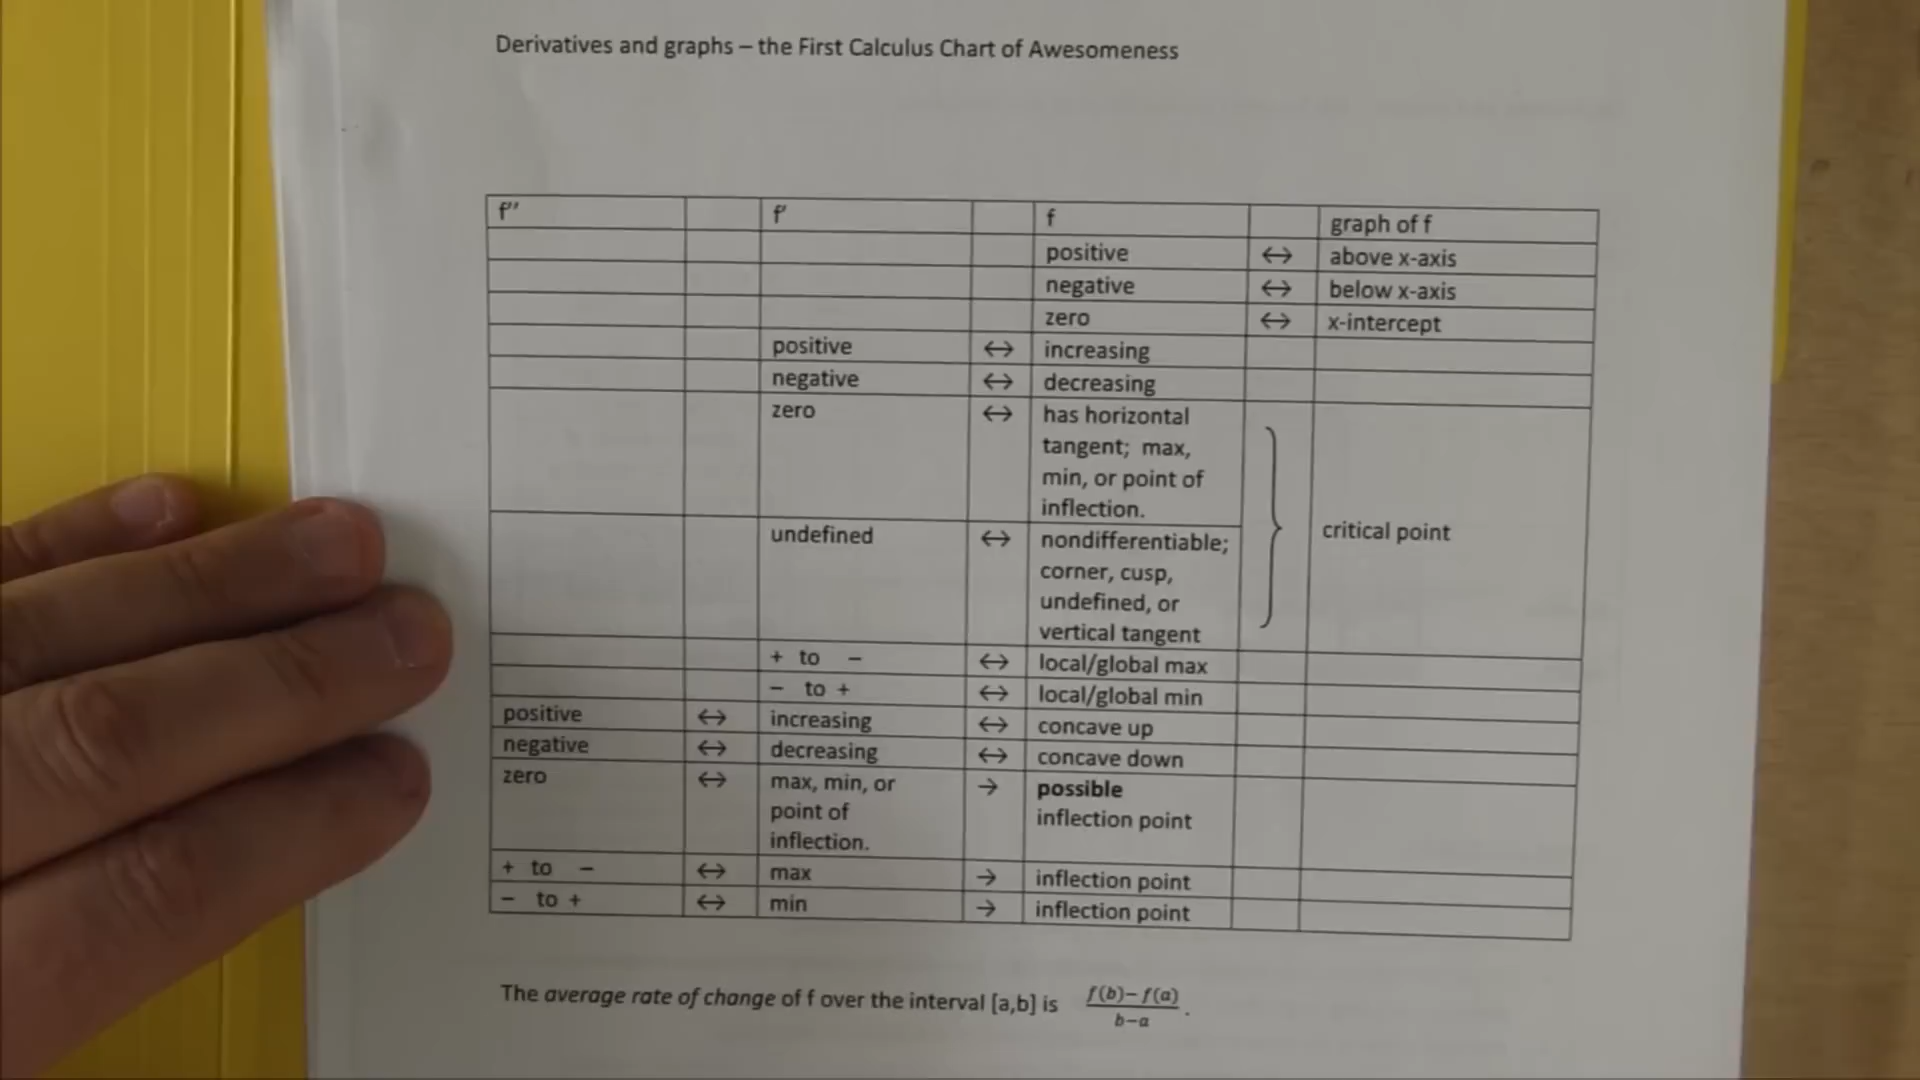 Derivatives and graphs – the First Calculus Chart of Awesomeness
f'' f' f graph of f
positive ↔ above x-axis
negative ↔ below x-axis
zero ↔ x-intercept
positive ↔ increasing
negative ↔ decreasing
zero ↔ has horizontal
tangent; max,
min, or point of
inflection.
critical point
undefined ↔ nondifferentiable;
corner, cusp,
undefined, or
vertical tangent
+ to – ↔ local/global max
– to + ↔ local/global min
positive ↔ increasing ↔ concave up
negative ↔ decreasing ↔ concave down
zero ↔ max, min, or → possible
point of inflection point
inflection.
+ to – ↔ max → inflection point
– to + ↔ min → inflection point
The average rate of change of f over the interval [a,b] is f(b)–f(a)
b–a .